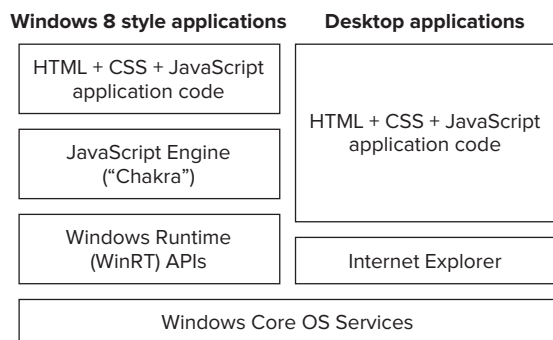 Windows 8 style applications
HTML + CSS + JavaScript
application code
JavaScript Engine
(“Chakra”)
Windows Runtime
(WinRT) APIs
Desktop applications
HTML + CSS + JavaScript
application code
Internet Explorer
Windows Core OS Services